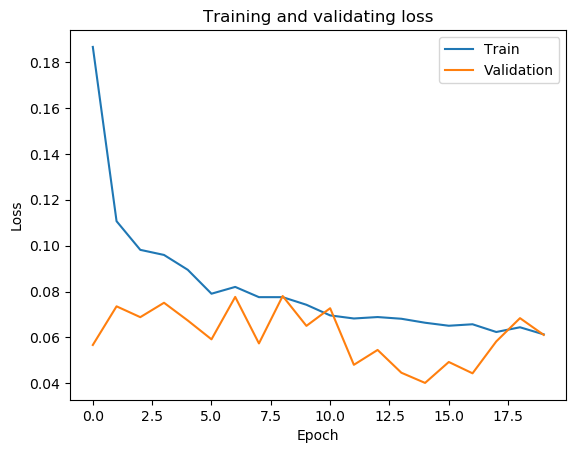 Training and validating loss
Train
Validation
0.18
0.16
0.14
0.12
0.10
0.08
0.06
0.04
Loss
0.0 2.5 5.0 7.5 10.0 12.5 15.0 17.5
Epoch